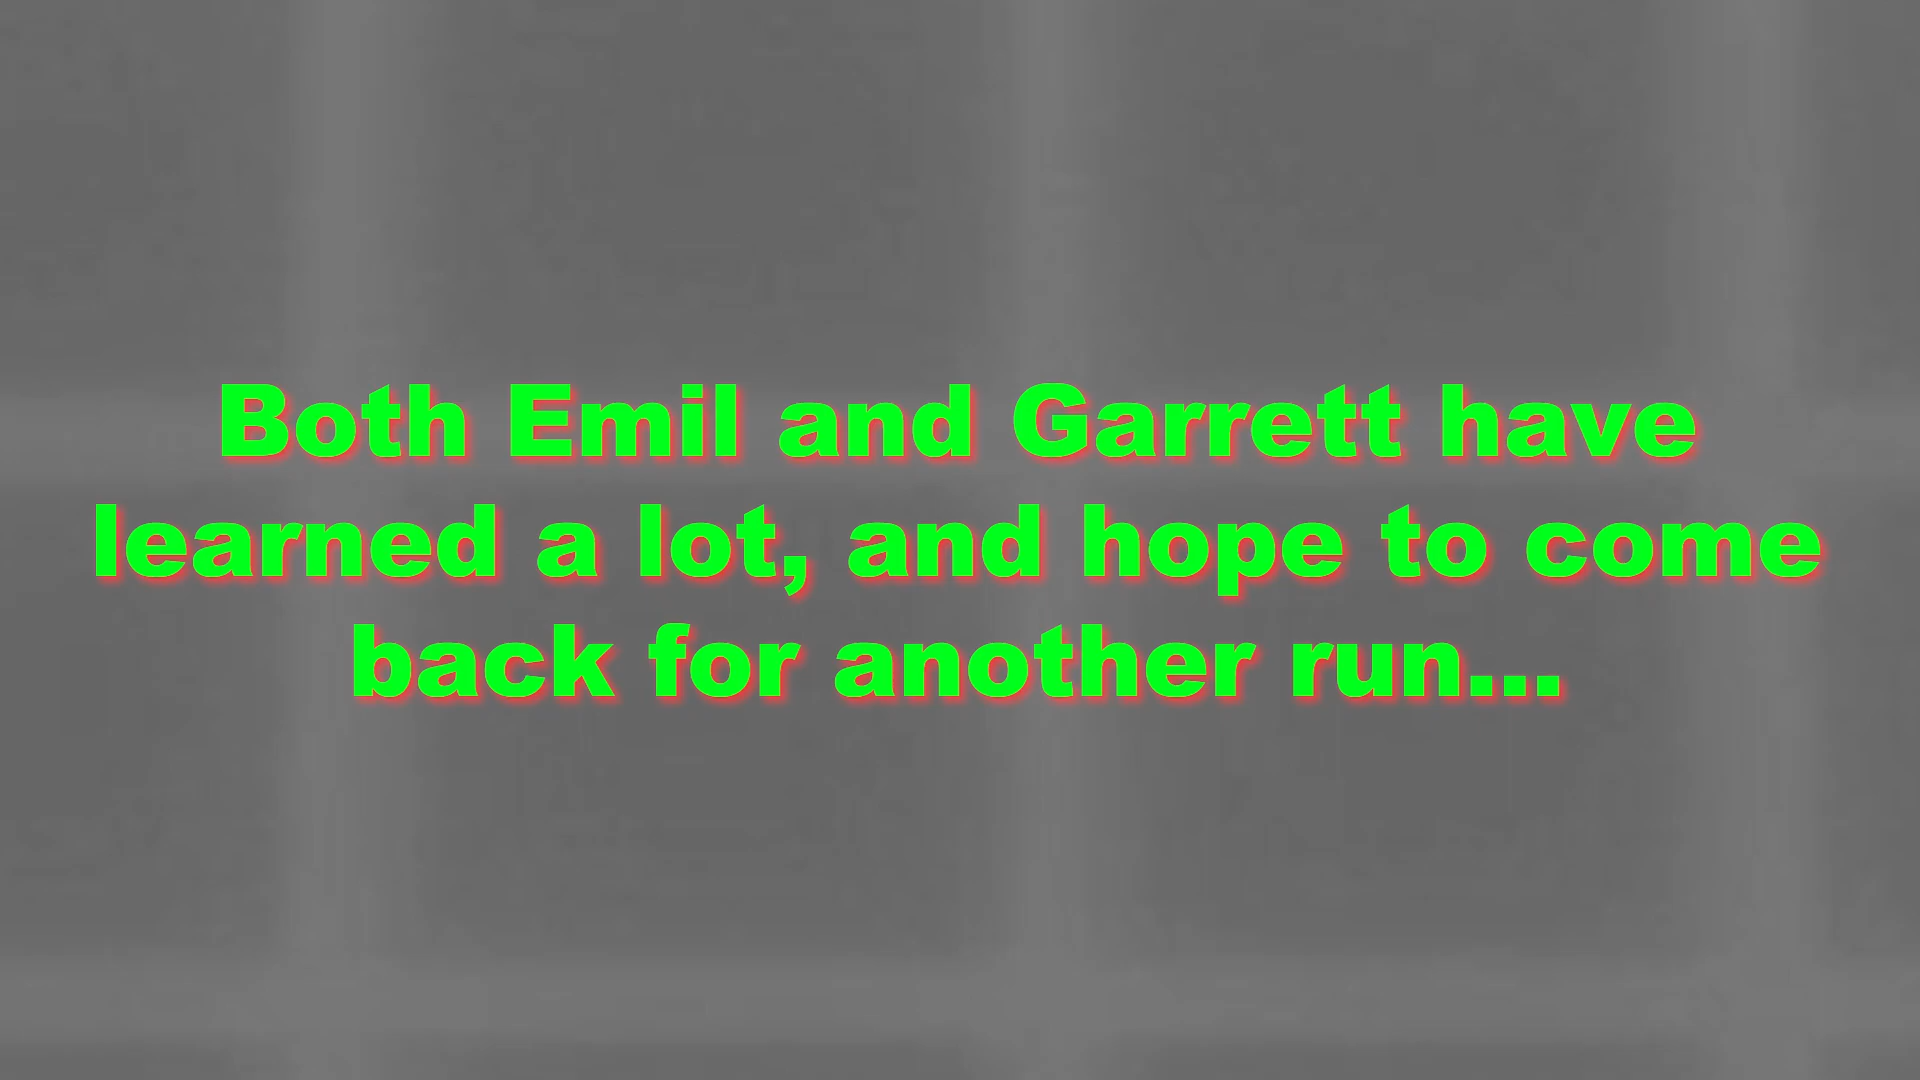 Both Emil and Garrett have
learned a lot, and hope to come
back for another run...